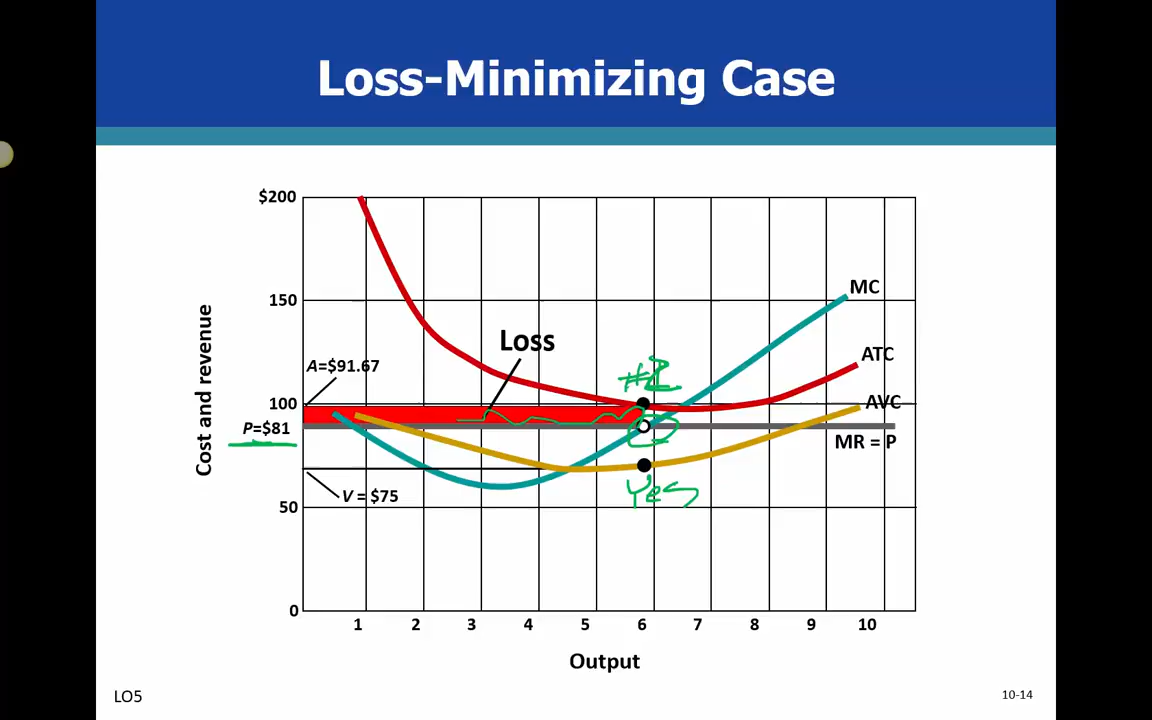 Loss-Minimizing Case
$200
150
100
50
0
Cost and revenue
A=$91.67
P=$81
V = $75
Loss
#1
Yes
MC
ATC
AVC
MR = P
1 2 3 4 5 6 7 8 9 10
Output
LO5
10-14